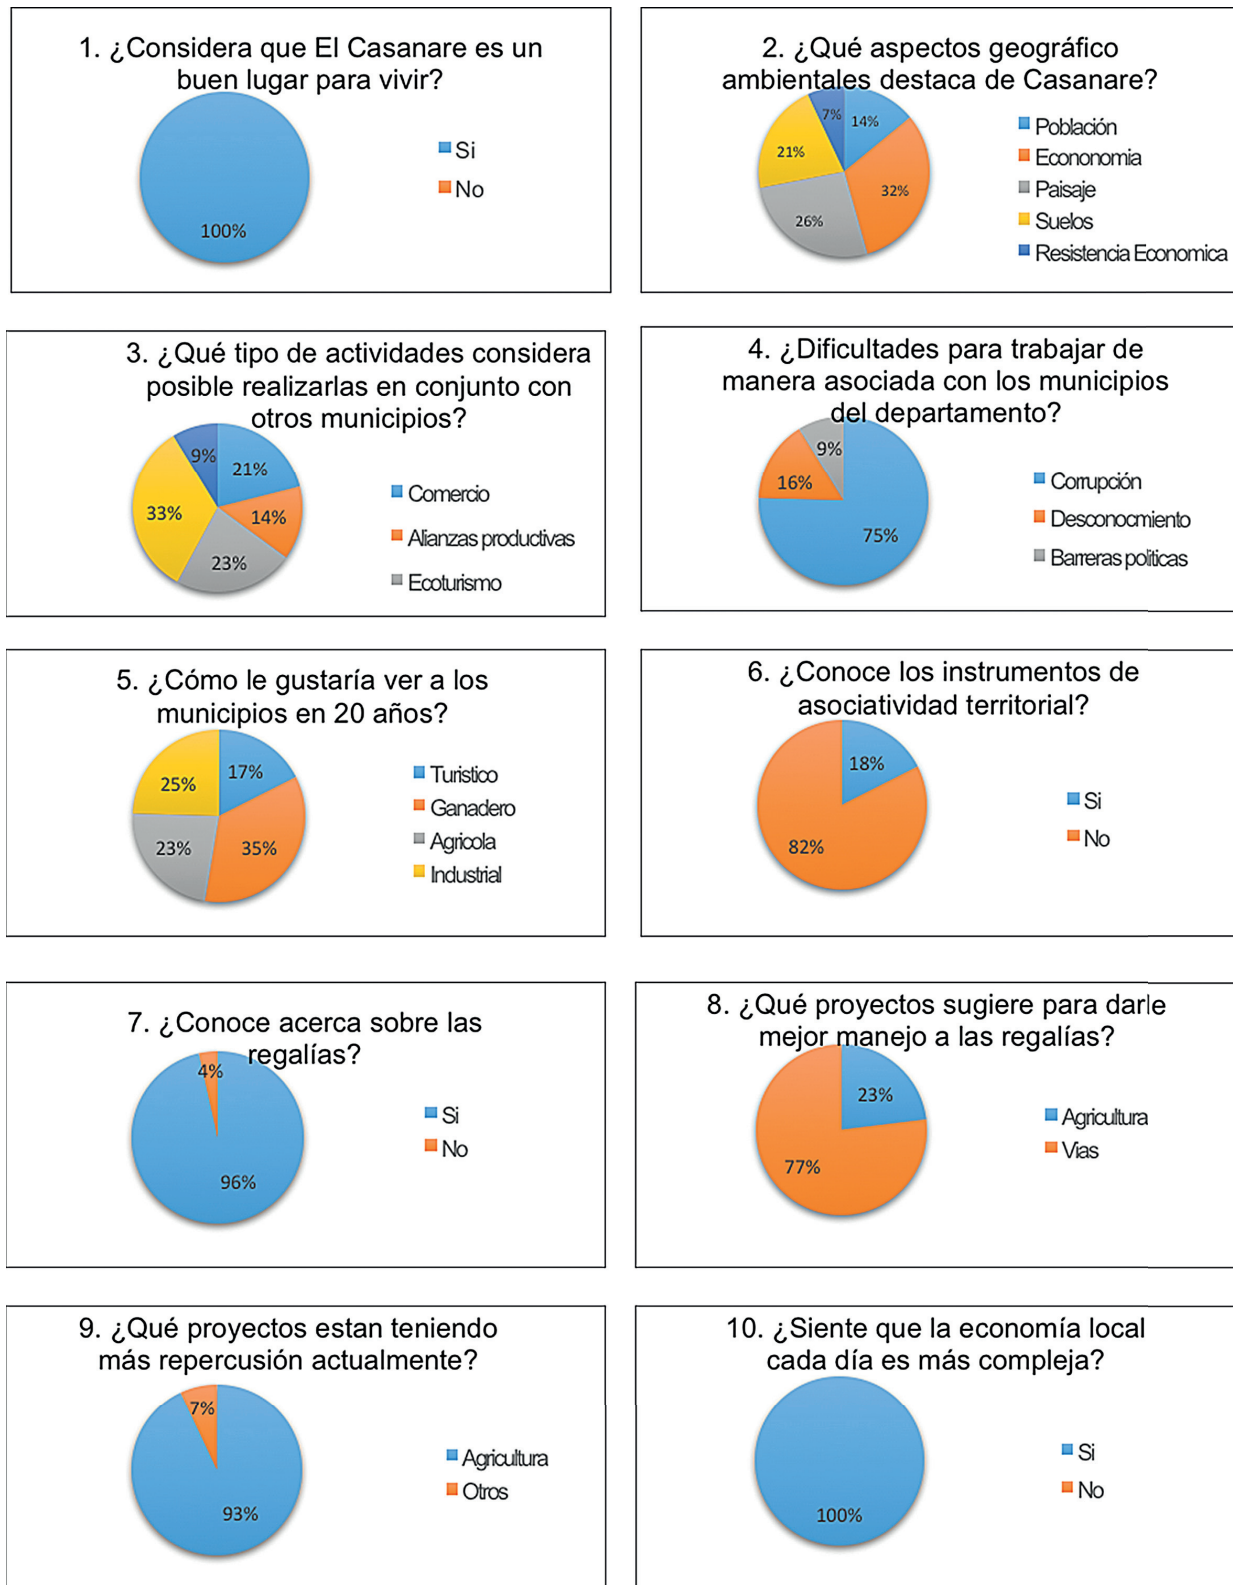 1. ¿Considera que El Casanare es un
buen lugar para vivir?
100%
Si
No
2. ¿Qué aspectos geográfico
ambientales destaca de Casanare?
7%
14%
21%
32%
26%
Población
Econonomia
Paisaje
Suelos
Resistencia Economica
3. ¿Qué tipo de actividades considera
posible realizarlas en conjunto con
otros municipios?
9%
21%
33%
14%
23%
Comercio
Alianzas productivas
Ecoturismo
4. ¿Dificultades para trabajar de
manera asociada con los municipios
del departamento?
9%
16%
75%
Corrupción
Desconocmiento
Barreras politicas
5. ¿Cómo le gustaría ver a los
municipios en 20 años?
25%
17%
23%
35%
Turistico
Ganadero
Agricola
Industrial
6. ¿Conoce los instrumentos de
asociatividad territorial?
18%
82%
Si
No
7. ¿Conoce acerca sobre las
regalías?
4%
96%
Si
No
8. ¿Qué proyectos sugiere para darle
mejor manejo a las regalías?
23%
77%
Agricultura
Vias
9. ¿Qué proyectos estan teniendo
más repercusión actualmente?
7%
93%
Agricultura
Otros
10. ¿Siente que la economía local
cada día es más compleja?
100%
Si
No